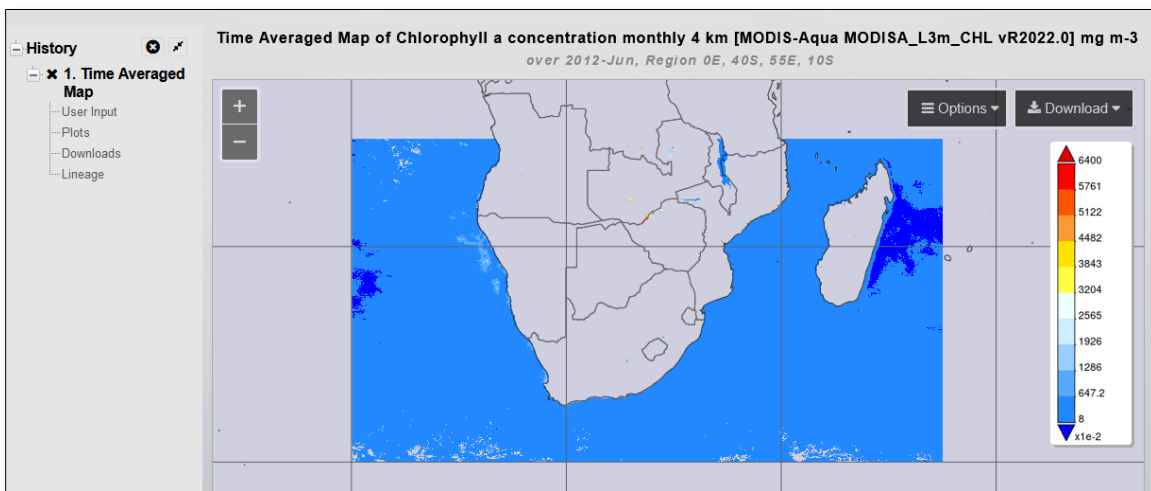 History
1. Time Averaged
Map
User Input
Plots
Downloads
Lineage
Time Averaged Map of Chlorophyll a concentration monthly 4 km [MODIS-Aqua MODISA_L3m_CHL vR2022.0] mg m-3
over 2012-Jun, Region 0E, 40S, 55E, 10S
+
−
Options
Download
6400
5761
5122
4482
3843
3204
2565
1926
1286
647.2
8
x1e-2